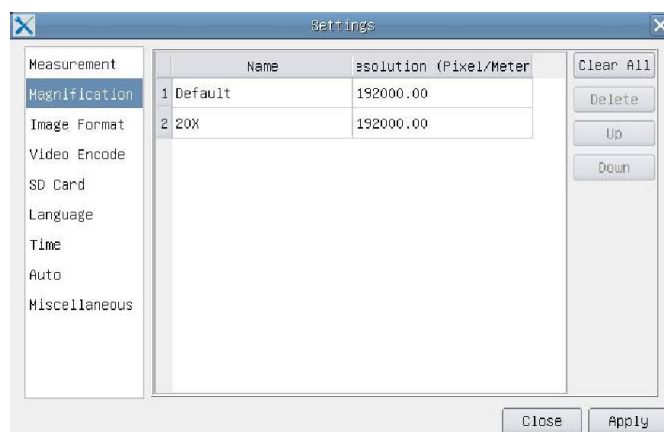 Settings
Measurement
Magnification
Image Format
Video Encode
SD Card
Language
Time
Auto
Miscellaneous
Name esolution (Pixel/Meter
1 Default 192000.00
2 20X 192000.00
Clear All
Delete
Up
Down
Close Apply